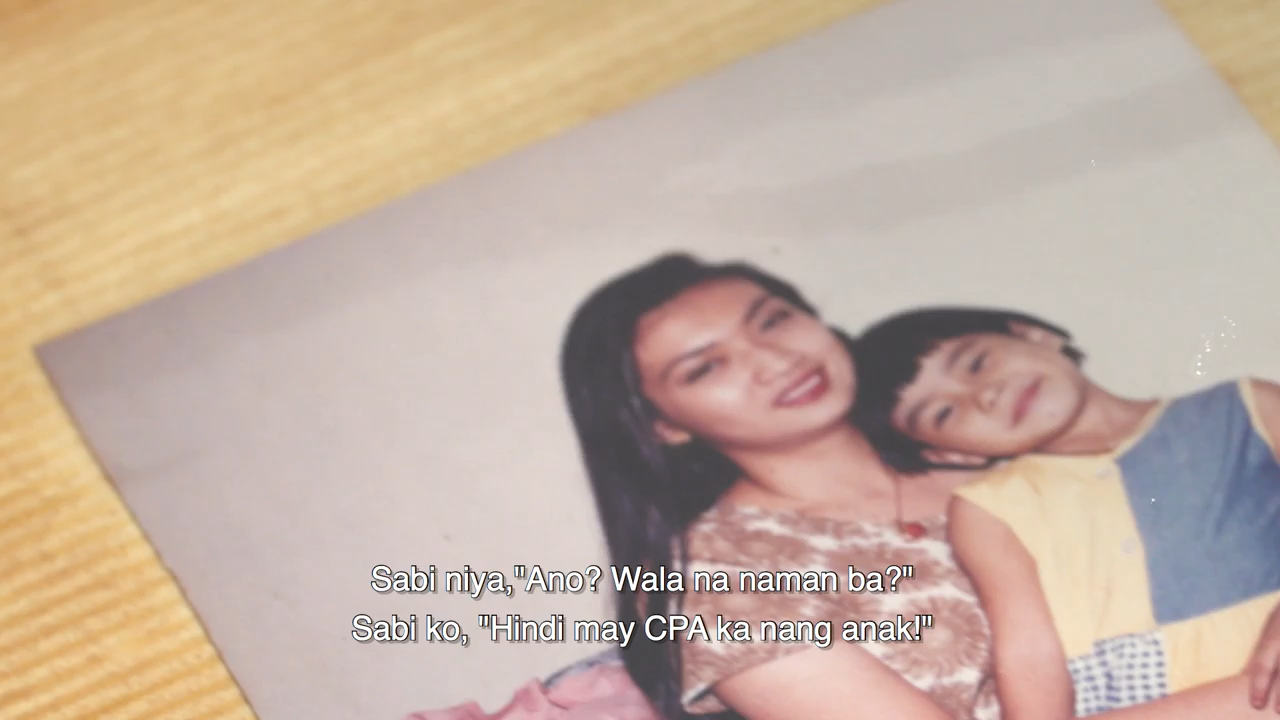 Sabi niya,"Ano? Wala na naman ba?"
Sabi ko, "Hindi may CPA ka nang anak!"